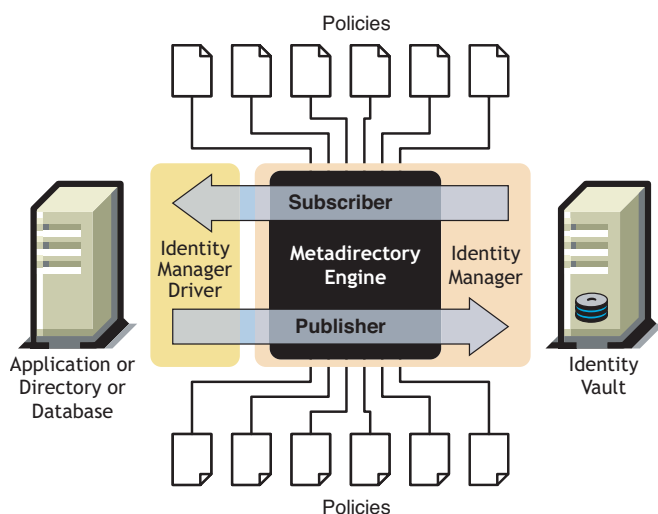 Policies
Subscriber
Identity
Manager
Driver
Metadirectory
Engine
Identity
Manager
Publisher
Application or
Directory or
Database
Identity
Vault
Policies